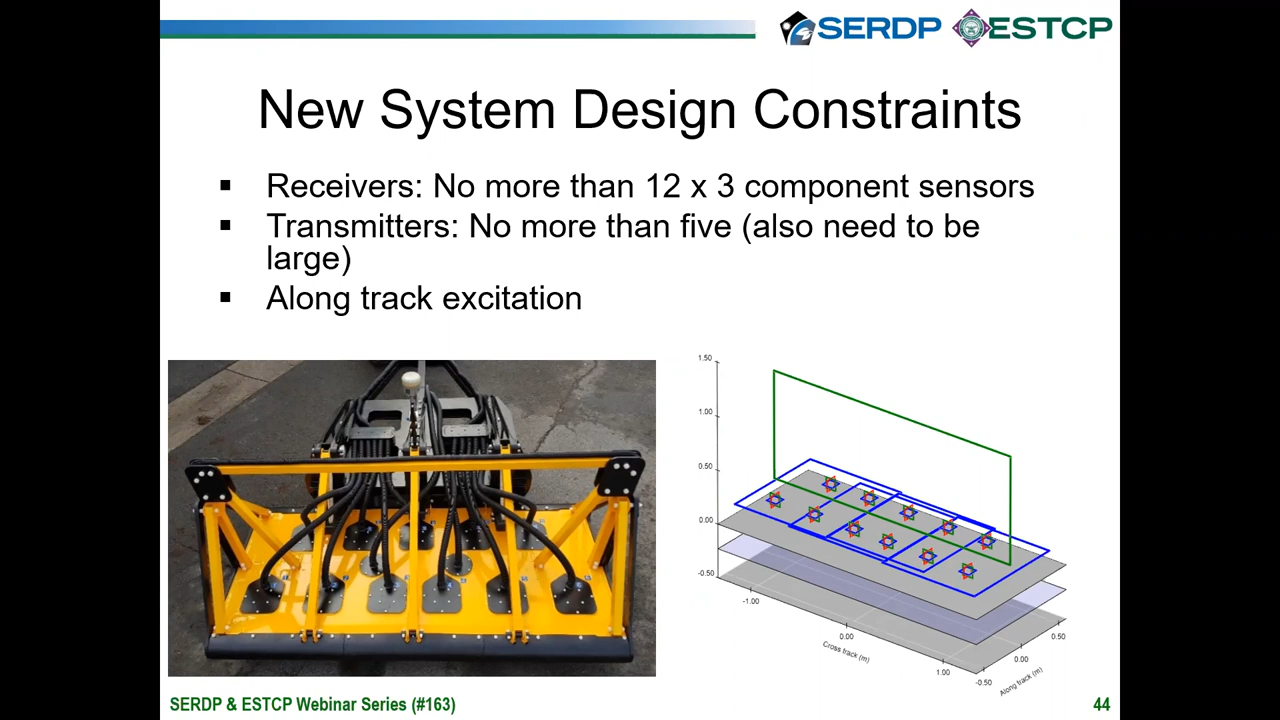 SERDP ESTCP
New System Design Constraints
▪ Receivers: No more than 12 x 3 component sensors
▪ Transmitters: No more than five (also need to be
large)
▪ Along track excitation
1.50
1.00
0.50
0.00
-0.50
-1.00
0.00
1.00
Cross track (m)
-0.50
0.00
0.50
Along track (m)
SERDP & ESTCP Webinar Series (#163)
44